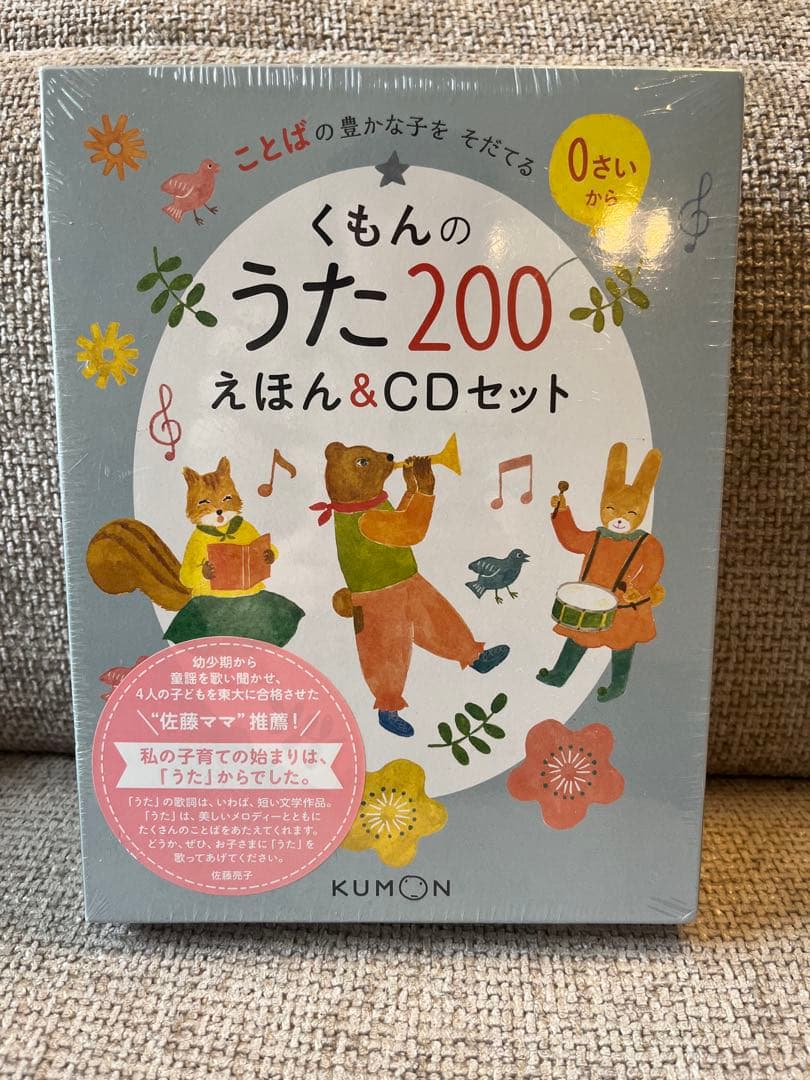 ことばの豊かな子を そだてる
0さい
から
くもんの
うた200
えほん&CDセット
幼少期から
童謡を歌い聞かせ、
4人の子どもを東大に合格させた
"佐藤ママ"推薦!
私の子育ての始まりは、
「うた」からでした。
「うた」の歌詞は、いわば、短い文学作品。
「うた」は、美しいメロディーとともに
たくさんのことばをあたえてくれます。
どうか、ぜひ、お子さまに「うた」を
歌ってあげてください。
佐藤亮子
KUMON